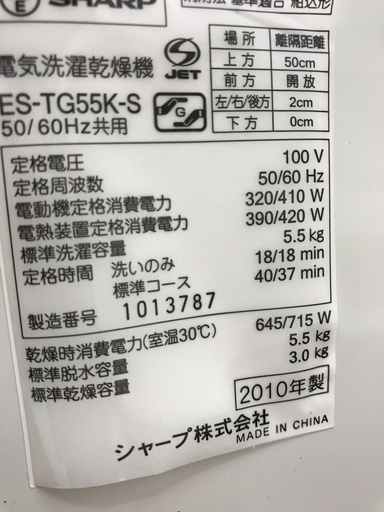 E SHARP
基準適合 組込形
電気洗濯乾燥機
S
JET
ES-TG55K-S
50/60Hz共用
G
場所 離隔距離
上方 50cm
前方 開放
左/右/後方 2cm
下方 0cm
定格電圧 100 V
定格周波数 50/60 Hz
電動機定格消費電力 320/410 W
電熱装置定格消費電力 390/420 W
標準洗濯容量 5.5 kg
定格時間 洗いのみ 18/18 min
標準コース 40/37 min
製造番号 1013787
乾燥時消費電力(室温30℃) 645/715 W
標準脱水容量 5.5 kg
標準乾燥容量 3.0 kg
2010年製
シャープ株式会社
MADE IN CHINA